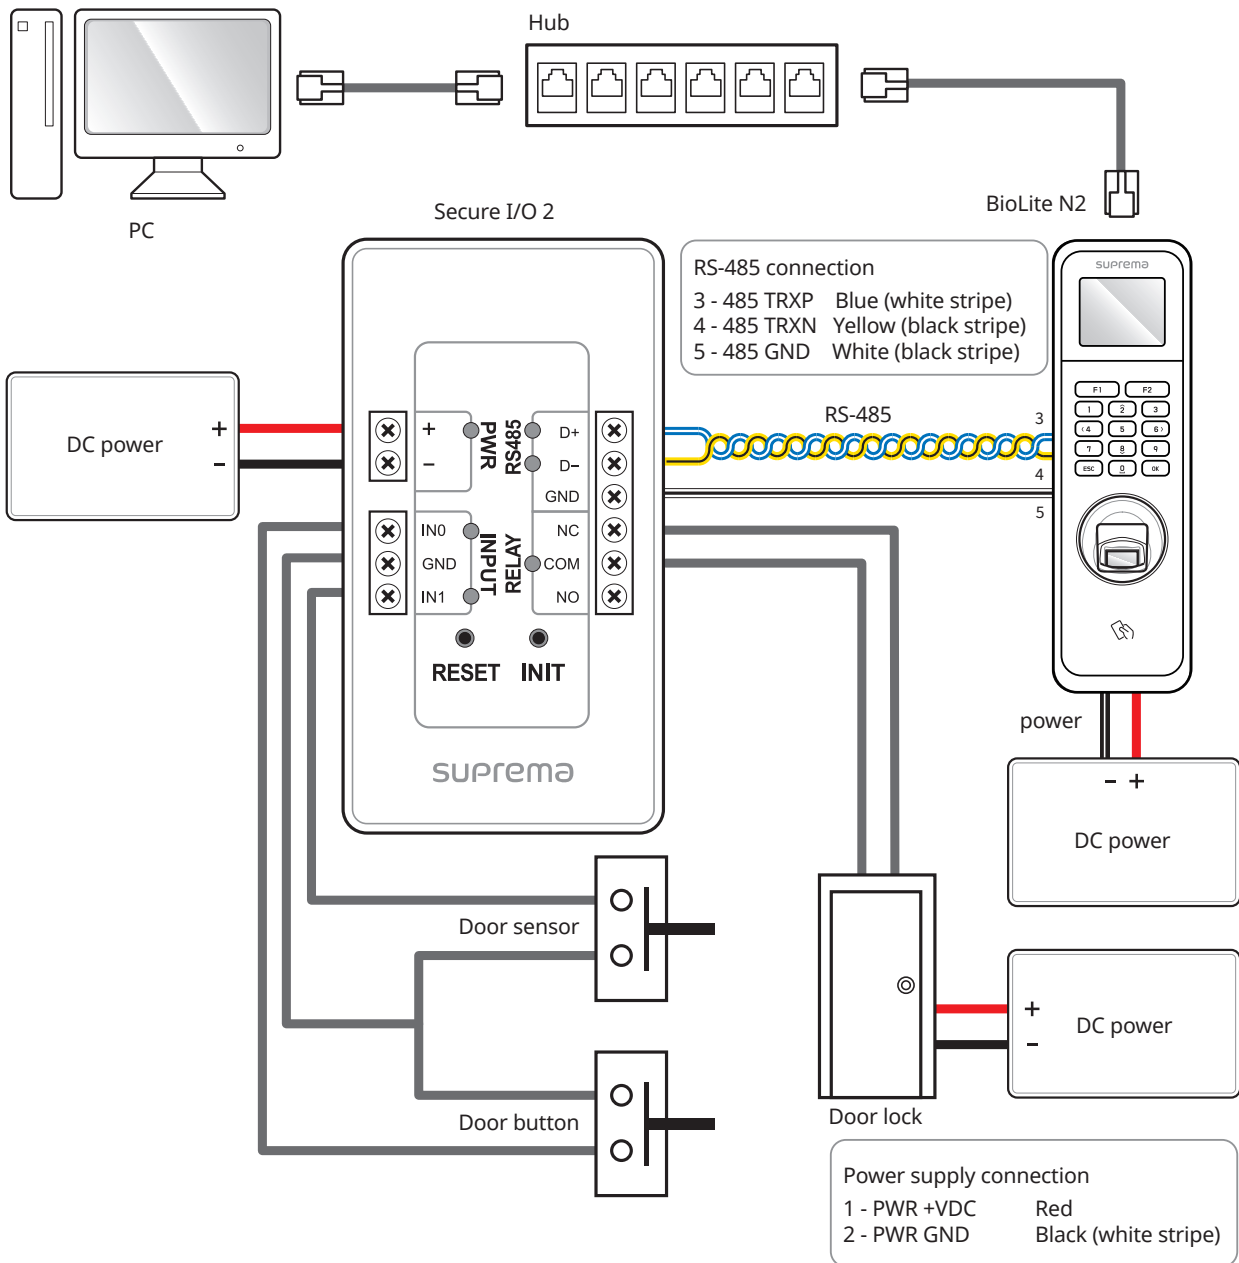 Hub
PC
BioLite N2
Secure I/O 2
RS-485 connection
3 - 485 TRXP Blue (white stripe)
4 - 485 TRXN Yellow (black stripe)
5 - 485 GND White (black stripe)
suprema
F1 F2
1 2 3
4 5 6
7 8 9
ESC 0 OK
DC power
+
-
+
-
PWR
RS485
D+
D-
GND
IN0
GND
IN1
INPUT
RELAY
NC
COM
NO
RESET INIT
suprema
RS-485
3
4
5
power
- +
DC power
Door sensor
Door button
Door lock
+
-
DC power
Power supply connection
1 - PWR +VDC Red
2 - PWR GND Black (white stripe)